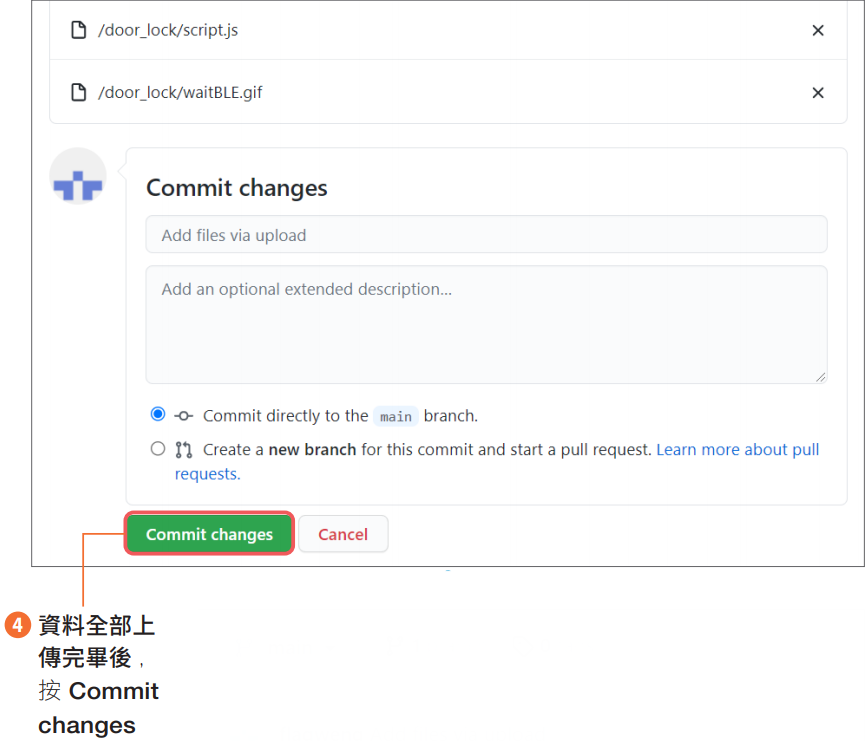 /door_lock/script.js
/door_lock/waitBLE.gif
Commit changes
Add files via upload
Add an optional extended description...
Commit directly to the main branch.
Create a new branch for this commit and start a pull request. Learn more about pull
requests.
Commit changes
Cancel
4 資料全部上
傳完畢後，
按 Commit
changes